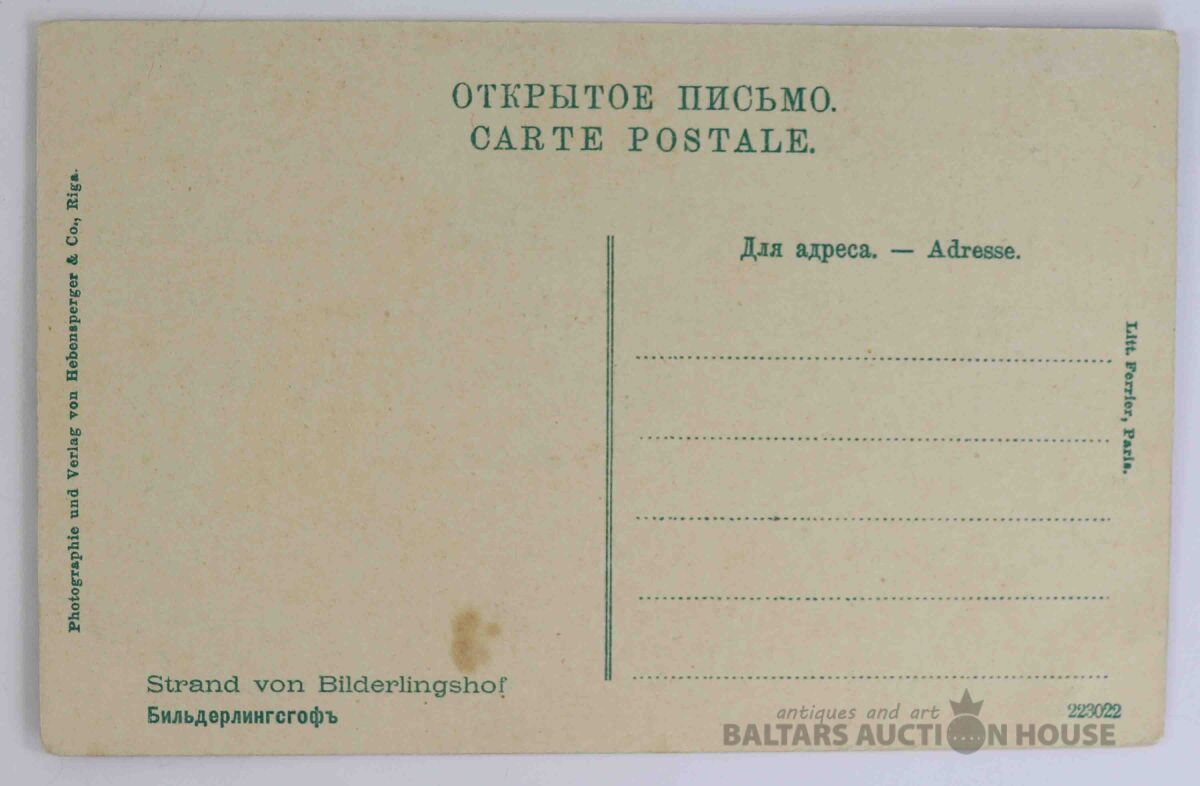 ОТКРЫТОЕ ПИСЬМО.
CARTE POSTALE.
Photographie und Verlag von Hebensperger & Co., Riga.
Для адреса. — Adresse.
Litt. Ferrier, Paris.
Strand von Bilderlingshof
Бильдерлингсгофъ
223022
antiques and art
BALTARS AUCTION HOUSE